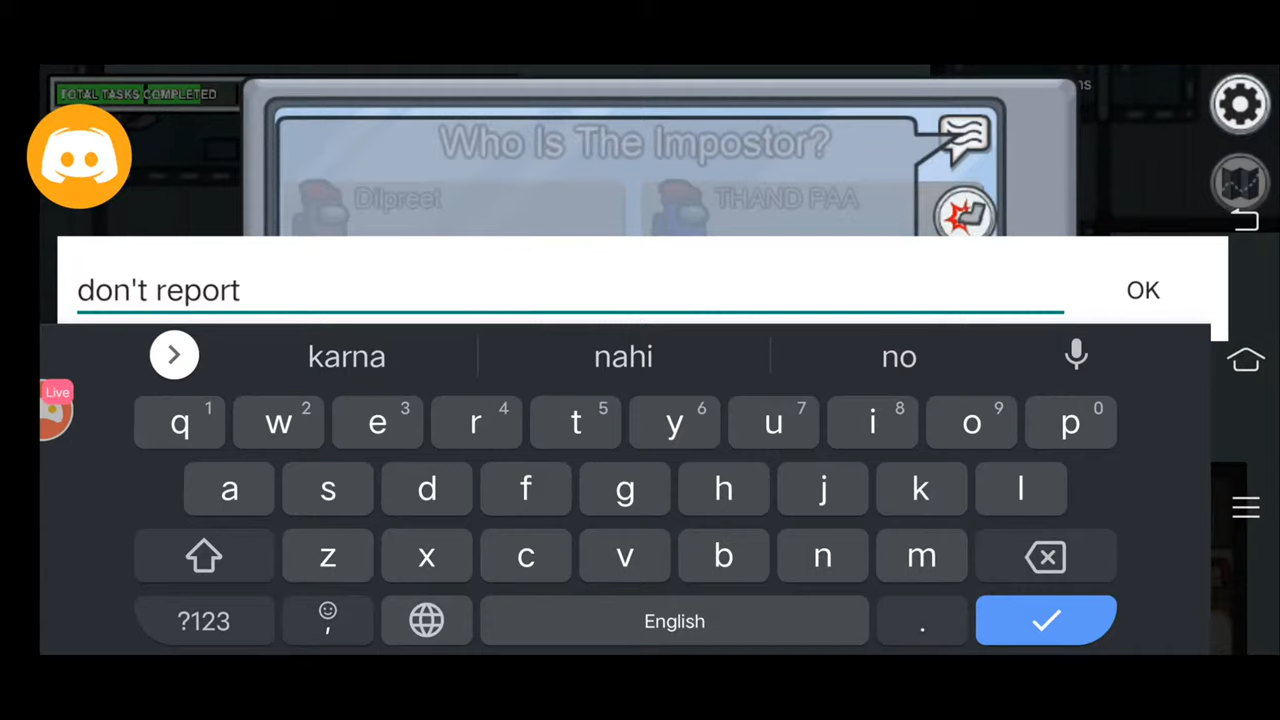 TOTAL TASKS COMPLETED
ns
Who Is The Impostor?
Dilpreet
THAND PAA
don't report
OK
karna
nahi
no
Live
q 1 w 2 e 3 r 4 t 5 y 6 u 7 i 8 o 9 p 0
a s d f g h j k l
z x c v b n m
?123 , English .